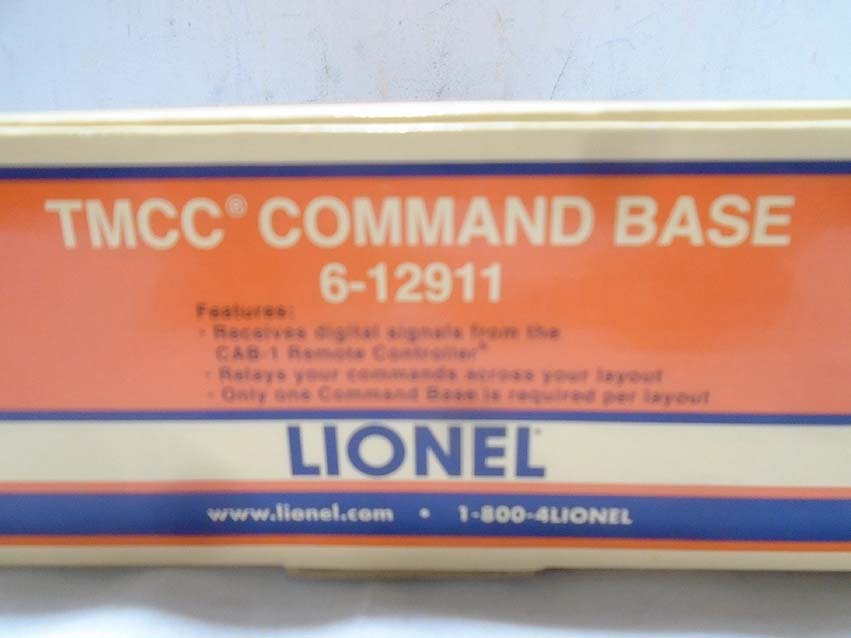 TMCC® COMMAND BASE
6-12911
Features:
· Receives digital signals from the
CAB-1 Remote Controller®
· Relays your commands across your layout
· Only one Command Base is required per layout
LIONEL
www.lionel.com • 1-800-4LIONEL